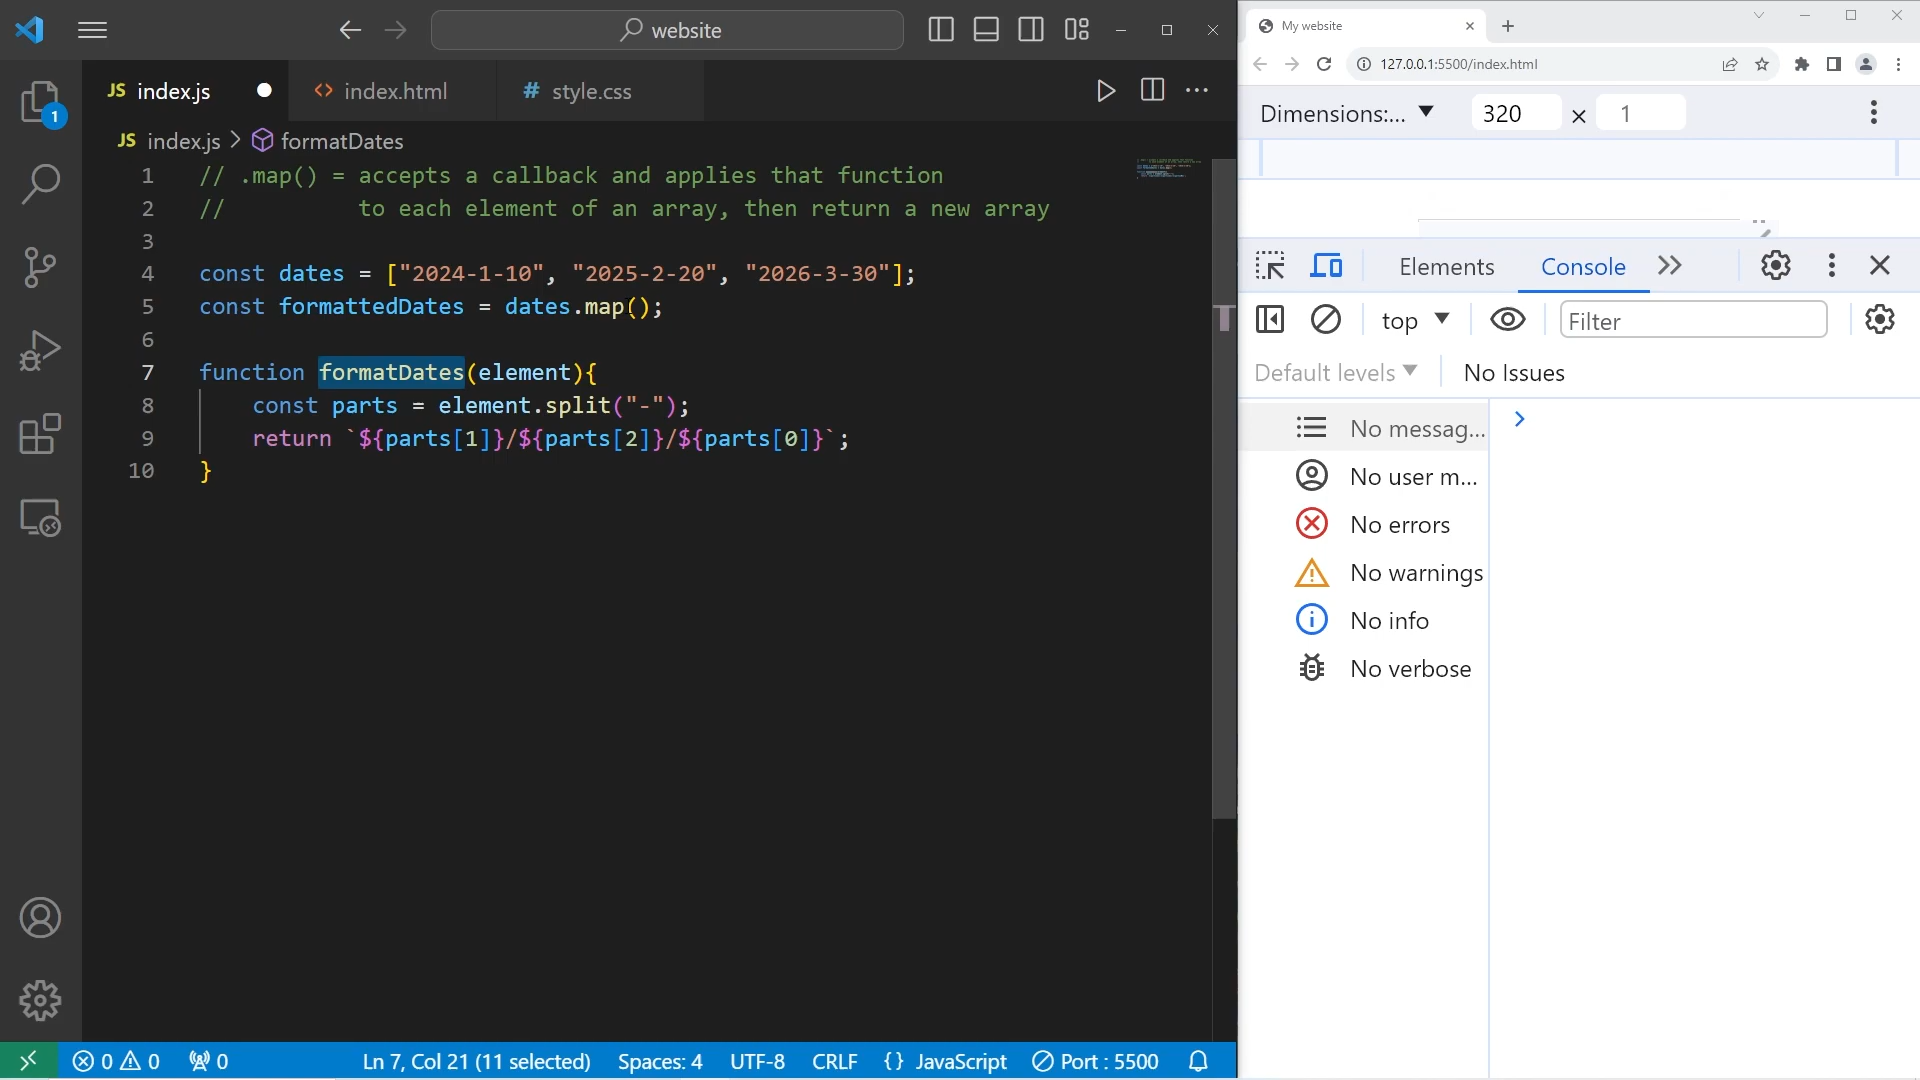 website
JS index.js
<> index.html
# style.css
JS index.js > formatDates
1 // .map() = accepts a callback and applies that function
2 //          to each element of an array, then return a new array
3
4 const dates = ["2024-1-10", "2025-2-20", "2026-3-30"];
5 const formattedDates = dates.map();
6
7 function formatDates(element){
8     const parts = element.split("-");
9     return `${parts[1]}/${parts[2]}/${parts[0]}`;
10 }
1
0 0 0
Ln 7, Col 21 (11 selected)
Spaces: 4
UTF-8
CRLF
{} JavaScript
Port : 5500
My website
127.0.0.1:5500/index.html
Dimensions:... 320 × 1
Elements
Console
top
Filter
Default levels
No Issues
No messag...
No user m...
No errors
No warnings
No info
No verbose